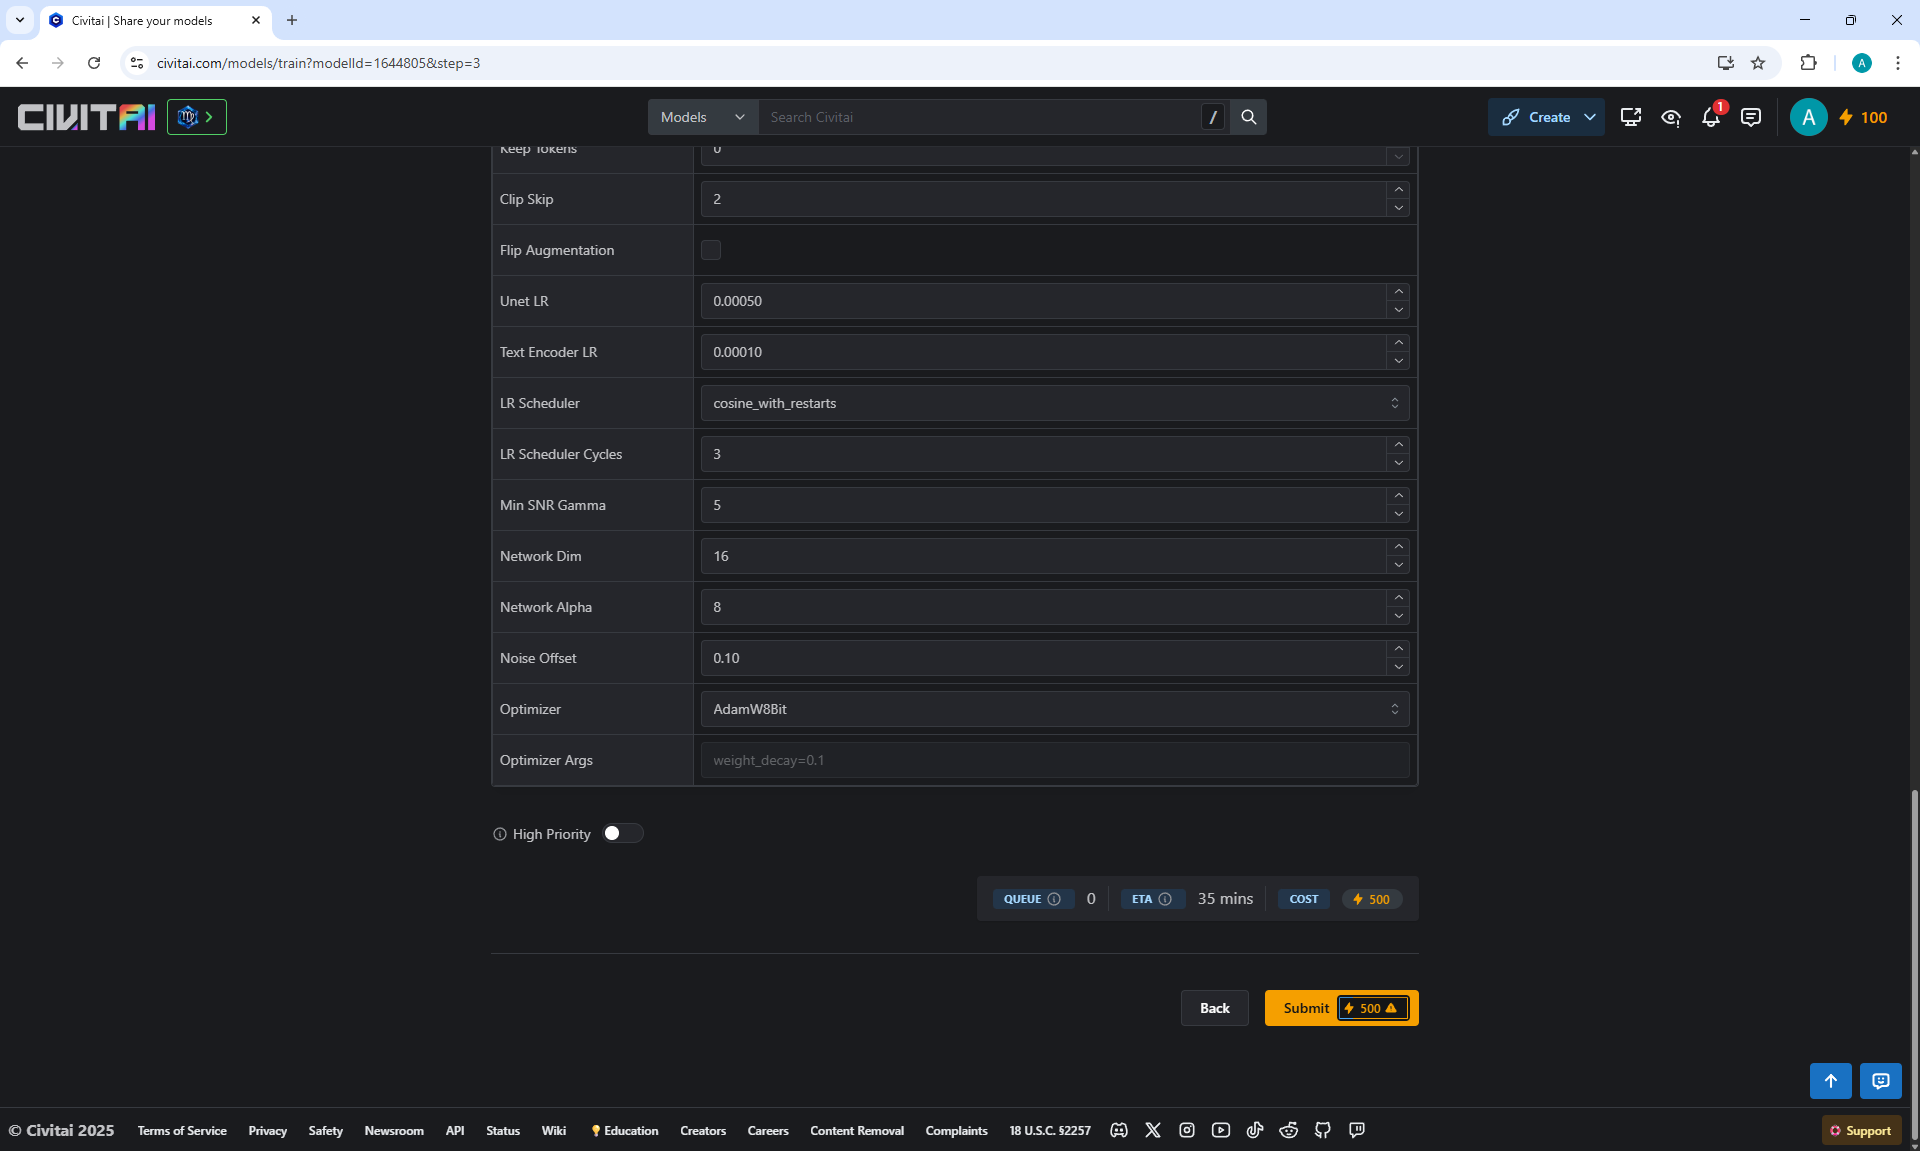 Civitai | Share your models
civitai.com/models/train?modelId=1644805&step=3
CIVITAI
Models
Search Civitai
/
Create
1
A
100
Keep Tokens
0
Clip Skip
2
Flip Augmentation
Unet LR
0.00050
Text Encoder LR
0.00010
LR Scheduler
cosine_with_restarts
LR Scheduler Cycles
3
Min SNR Gamma
5
Network Dim
16
Network Alpha
8
Noise Offset
0.10
Optimizer
AdamW8Bit
Optimizer Args
weight_decay=0.1
High Priority
QUEUE
0
ETA
35 mins
COST
500
Back
Submit
500
© Civitai 2025
Terms of Service
Privacy
Safety
Newsroom
API
Status
Wiki
Education
Creators
Careers
Content Removal
Complaints
18 U.S.C. §2257
Support